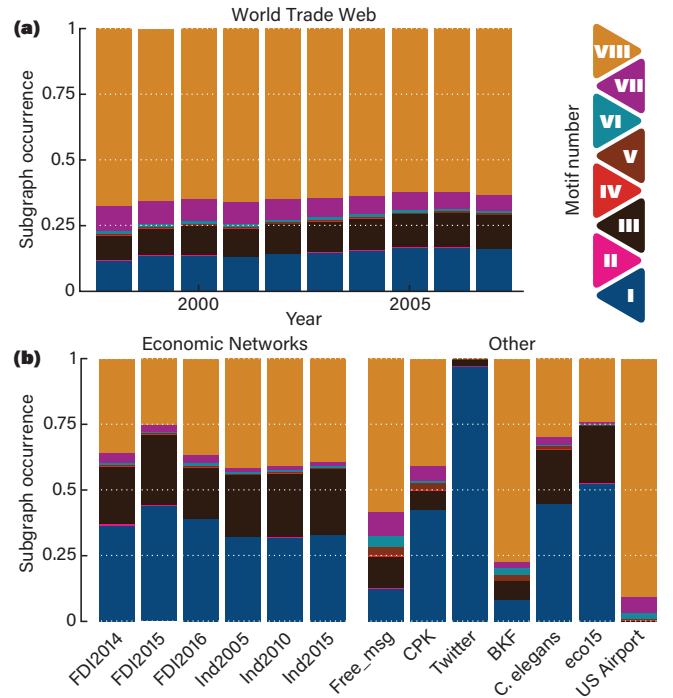 World Trade Web
(a)
1
0.75
0.5
0.25
0
Subgraph occurrence
2000
2005
Year
Motif number
VIII
VII
VI
V
IV
III
II
I
(b)
Economic Networks
Other
1
0.75
0.5
0.25
0
Subgraph occurrence
FDI2014
FDI2015
FDI2016
Ind2005
Ind2010
Ind2015
Free_msg
CPK
Twitter
BKF
C. elegans
eco15
US Airport